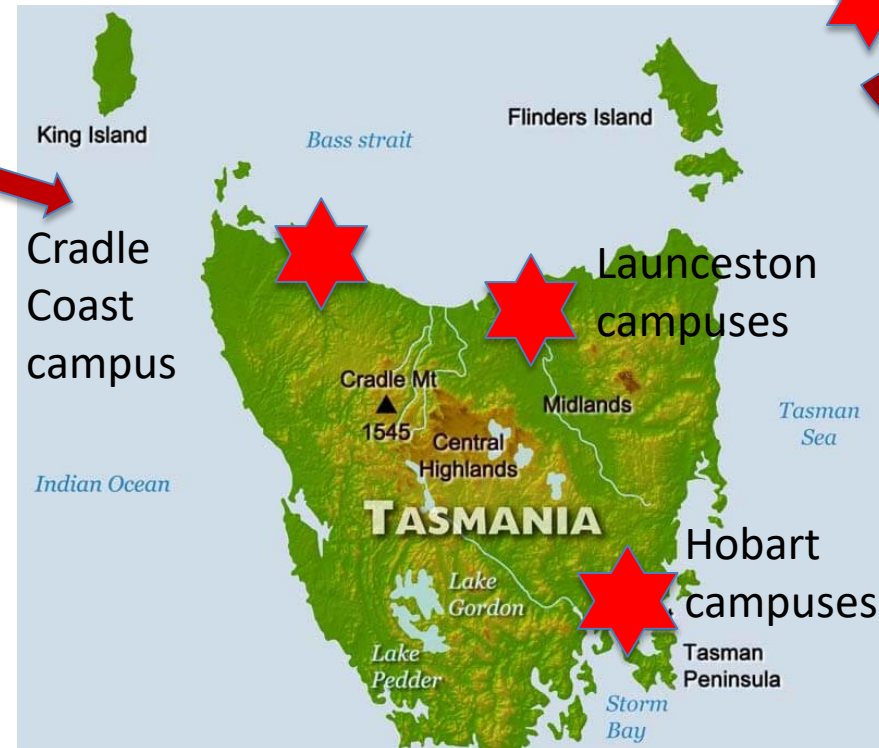 King Island
Flinders Island
Bass strait
Cradle
Coast
campus
Launceston
campuses
Cradle Mt
1545
Midlands
Central
Highlands
Tasman
Sea
Indian Ocean
TASMANIA
Hobart
campuses
Lake
Gordon
Lake
Pedder
Tasman
Peninsula
Storm
Bay